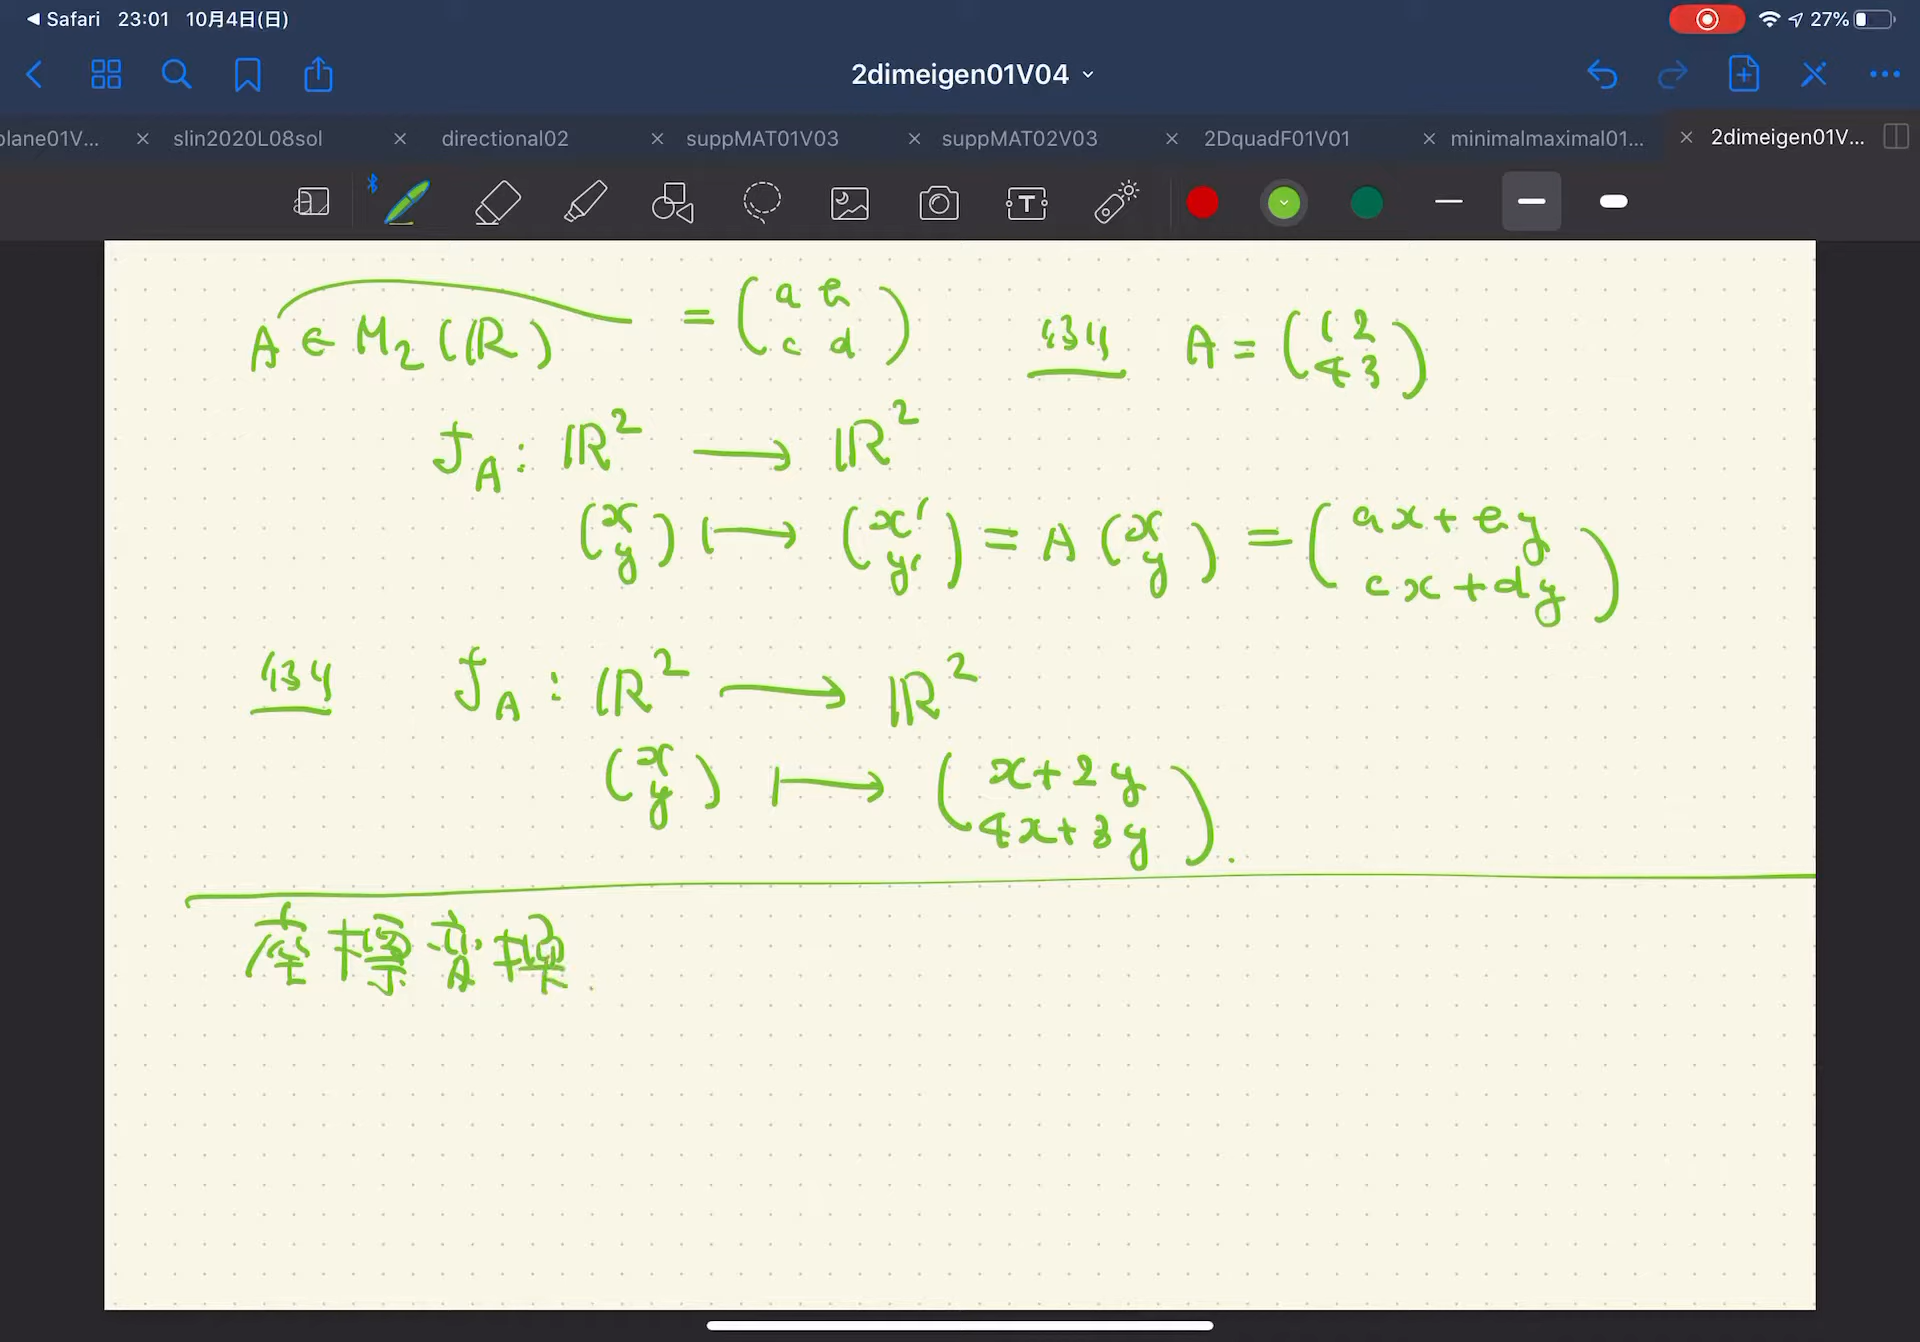 Safari 23:01 10月4日(日) 27%
2dimeigen01V04
plane01V... slin2020L08sol directional02 suppMAT01V03 suppMAT02V03 2DquadF01V01 minimalmaximal01... 2dimeigen01V...
A ∈ M₂(ℝ) = (a b
c d) 例 A = (1 2
4 3)
f_A : ℝ² → ℝ²
(x
y) ↦ (x'
y') = A (x
y) = (ax+by
cx+dy)
例 f_A : ℝ² → ℝ²
(x
y) ↦ (x+2y
4x+3y).
座標変換.